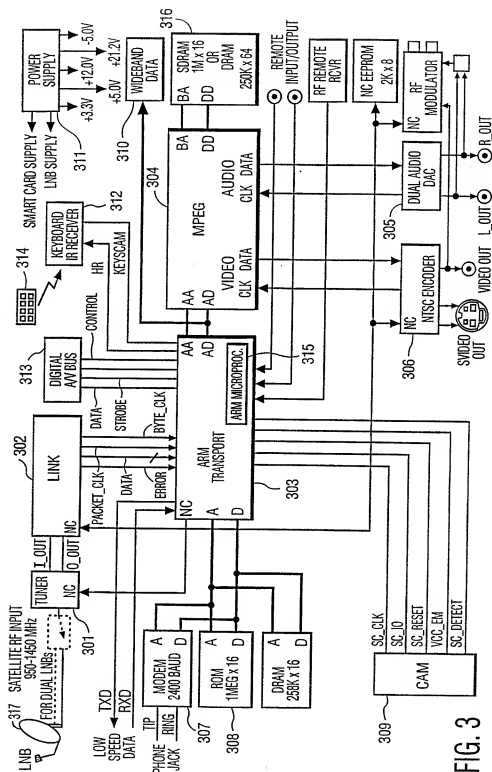 317 SATELLITE RF INPUT
950-1450 MHz
LNB
FOR DUAL LNBs
TUNER
NC
301
I_OUT
O_OUT
302
LINK
NC
PACKET_CLK
BYTE_CLK
DATA
ERROR
313
DIGITAL
A/V BUS
DATA
STROBE
CONTROL
314
KEYBOARD
IR RECEIVER
312
HR
KEYSCAM
SMART CARD SUPPLY
LNB SUPPLY
POWER
SUPPLY
311
+3.3V
+5.0V
+12.0V
+21.2V
-5.0V
310
WIDEBAND
DATA
316
SDRAM
1M x 16
OR
DRAM
250K x 64
BA
DD
304
MPEG
BA
DD
AA
AD
VIDEO
CLK DATA
AUDIO
CLK DATA
REMOTE
INPUT/OUTPUT
RF REMOTE
RCVR
LOW
SPEED
DATA
TXD
RXD
NC
AA
AD
ARM
TRANSPORT
ARM MICROPROC.
315
303
A
D
PHONE
JACK
TIP
RING
MODEM
2400 BAUD
A
D
307
ROM
1MEG x 16
A
D
308
DRAM
258K x 16
A
D
NC EEPROM
2K x 8
NC
RF
MODULATOR
DUAL AUDIO
DAC
305
R_OUT
L_OUT
NC
NTSC ENCODER
306
VIDEO OUT
SVIDEO
OUT
SC_CLK
SC_IO
SC_RESET
VCC_EM
SC_DETECT
CAM
309
FIG. 3